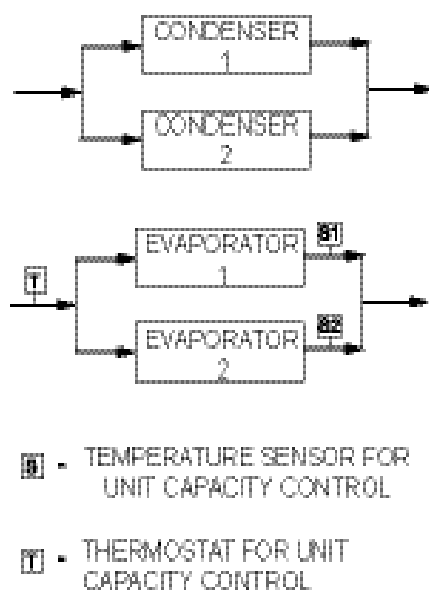 CONDENSER
1
CONDENSER
2
EVAPORATOR
1
S1
T
EVAPORATOR
2
S2
S - TEMPERATURE SENSOR FOR
UNIT CAPACITY CONTROL
T - THERMOSTAT FOR UNIT
CAPACITY CONTROL